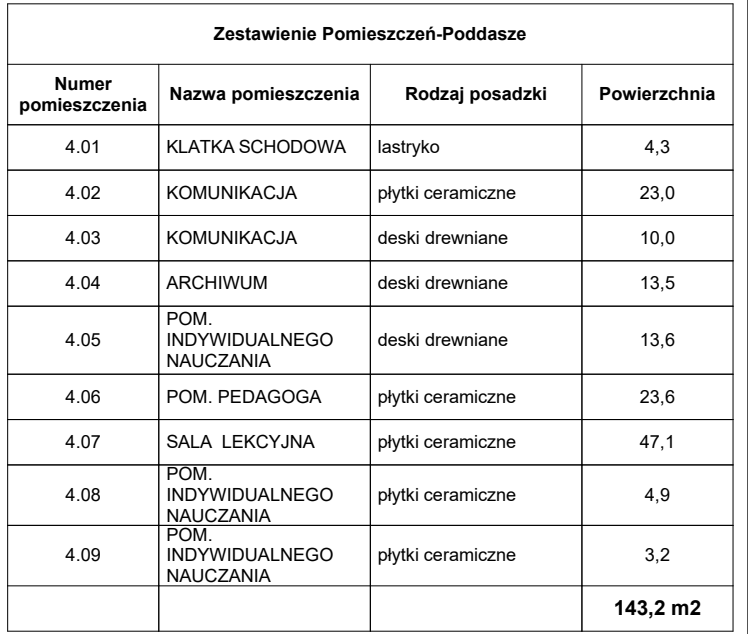 Zestawienie Pomieszczeń-Poddasze
Numer pomieszczenia Nazwa pomieszczenia Rodzaj posadzki Powierzchnia
4.01 KLATKA SCHODOWA lastryko 4,3
4.02 KOMUNIKACJA płytki ceramiczne 23,0
4.03 KOMUNIKACJA deski drewniane 10,0
4.04 ARCHIWUM deski drewniane 13,5
4.05 POM. INDYWIDUALNEGO NAUCZANIA deski drewniane 13,6
4.06 POM. PEDAGOGA płytki ceramiczne 23,6
4.07 SALA LEKCYJNA płytki ceramiczne 47,1
4.08 POM. INDYWIDUALNEGO NAUCZANIA płytki ceramiczne 4,9
4.09 POM. INDYWIDUALNEGO NAUCZANIA płytki ceramiczne 3,2
143,2 m2